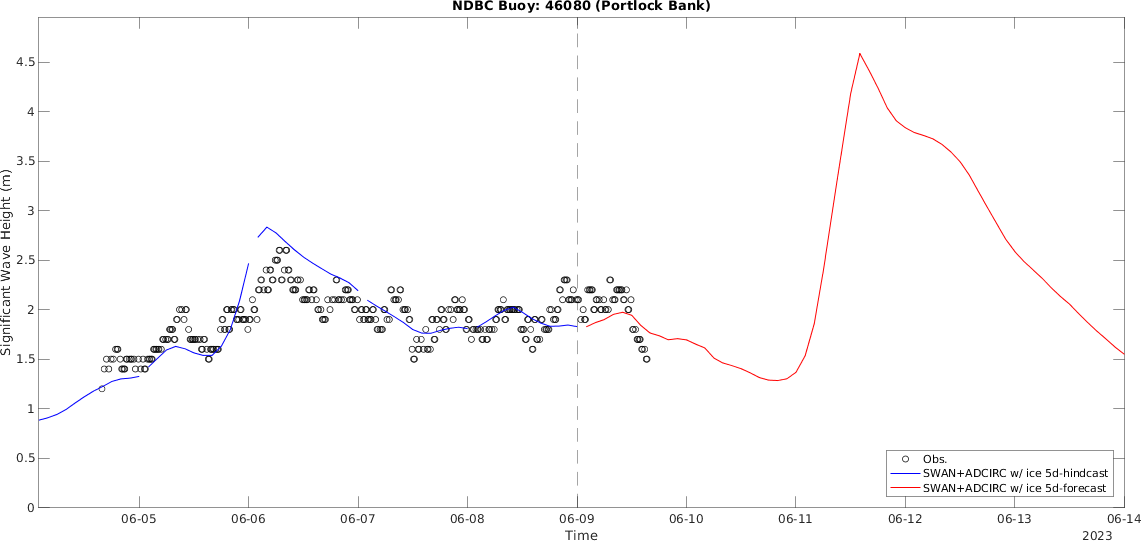 NDBC Buoy: 46080 (Portlock Bank)
Significant Wave Height (m)
4.5
4
3.5
3
2.5
2
1.5
1
0.5
0
06-05 06-06 06-07 06-08 06-09 06-10 06-11 06-12 06-13 06-14
Time
2023
Obs.
SWAN+ADCIRC w/ ice 5d-hindcast
SWAN+ADCIRC w/ ice 5d-forecast